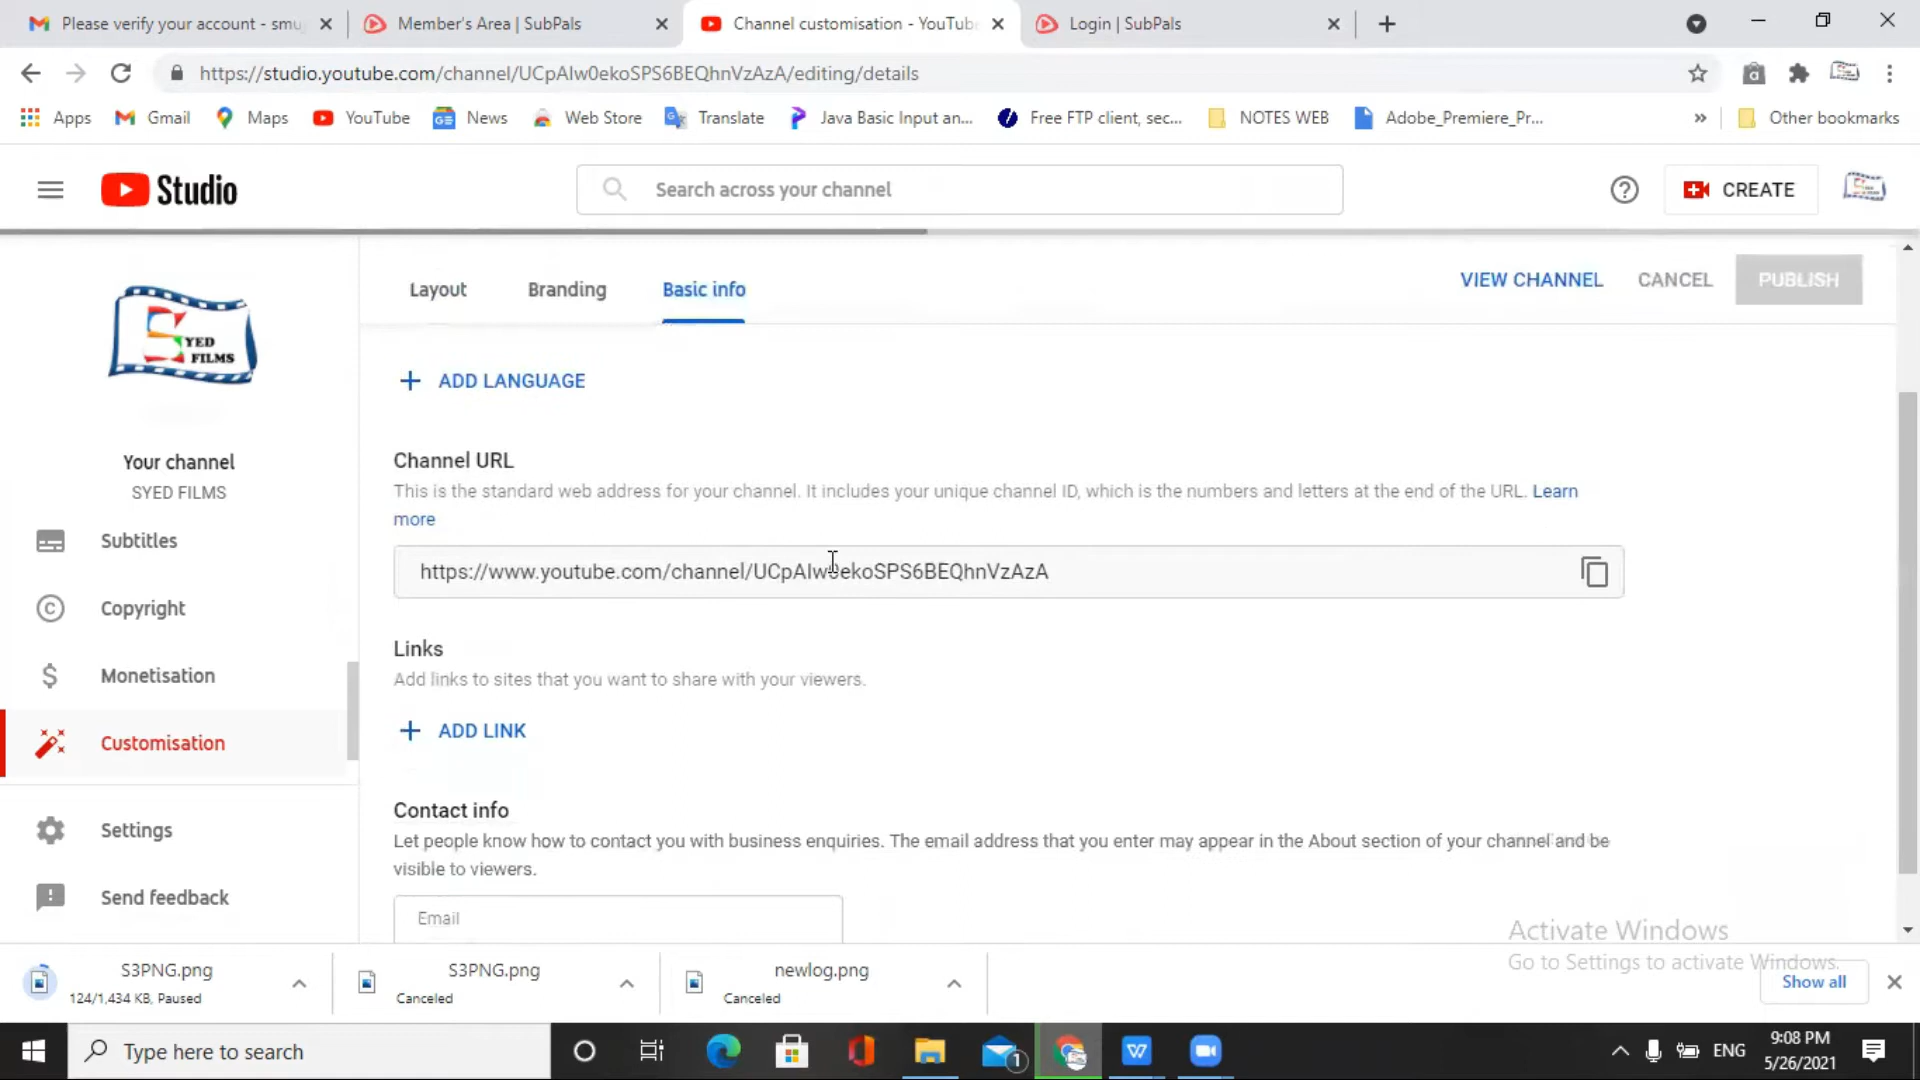 Please verify your account - smu
Member's Area | SubPals
Channel customisation - YouTube
Login | SubPals
https://studio.youtube.com/channel/UCpAlw0ekoSPS6BEQhnVzAzA/editing/details
Apps
Gmail
Maps
YouTube
News
Web Store
Translate
Java Basic Input an...
Free FTP client, sec...
NOTES WEB
Adobe_Premiere_Pr...
»
Other bookmarks
Studio
Search across your channel
CREATE
YED
FILMS
Your channel
SYED FILMS
Subtitles
Copyright
Monetisation
Customisation
Settings
Send feedback
Layout
Branding
Basic info
VIEW CHANNEL
CANCEL
PUBLISH
+ ADD LANGUAGE
Channel URL
This is the standard web address for your channel. It includes your unique channel ID, which is the numbers and letters at the end of the URL. Learn
more
https://www.youtube.com/channel/UCpAlw0ekoSPS6BEQhnVzAzA
Links
Add links to sites that you want to share with your viewers.
+ ADD LINK
Contact info
Let people know how to contact you with business enquiries. The email address that you enter may appear in the About section of your channel and be
visible to viewers.
Email
Activate Windows
Go to Settings to activate Windows.
S3PNG.png
124/1,434 KB, Paused
S3PNG.png
Canceled
newlog.png
Canceled
Show all
Type here to search
1
ENG
9:08 PM
5/26/2021